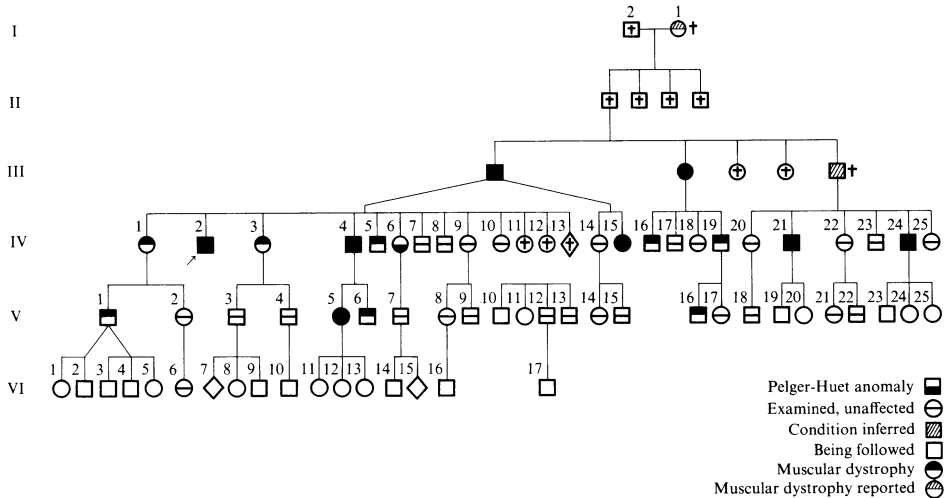 I 2 1
II
III
IV 1 2 3 4 5 6 7 8 9 10 11 12 13 14 15 16 17 18 19 20 21 22 23 24 25
V 1 2 3 4 5 6 7 8 9 10 11 12 13 14 15 16 17 18 19 20 21 22 23 24 25
VI 1 2 3 4 5 6 7 8 9 10 11 12 13 14 15 16 17
Pelger-Huet anomaly
Examined, unaffected
Condition inferred
Being followed
Muscular dystrophy
Muscular dystrophy reported